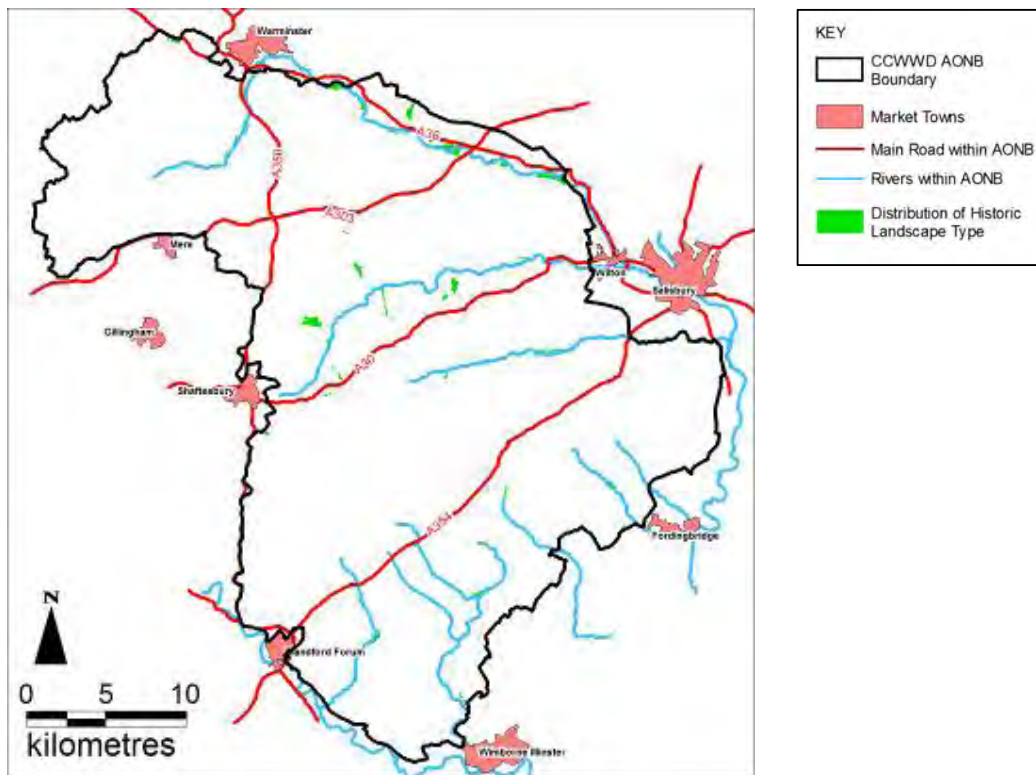 Warminster
A36
A350
A303
Mere
Wilton
Salisbury
Gillingham
A30
Shaftesbury
A354
Fordingbridge
N
landford Forum
Wimborne Minster
0 5 10
kilometres
KEY
CCWWD AONB
Boundary
Market Towns
Main Road within AONB
Rivers within AONB
Distribution of Historic
Landscape Type